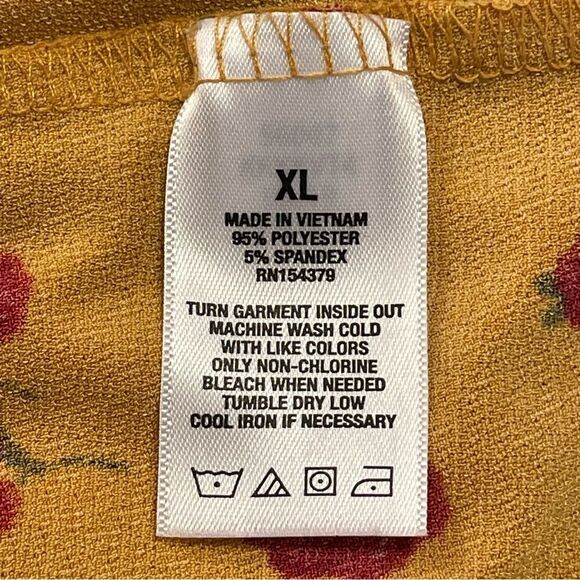 XL
MADE IN VIETNAM
95% POLYESTER
5% SPANDEX
RN154379
TURN GARMENT INSIDE OUT
MACHINE WASH COLD
WITH LIKE COLORS
ONLY NON-CHLORINE
BLEACH WHEN NEEDED
TUMBLE DRY LOW
COOL IRON IF NECESSARY